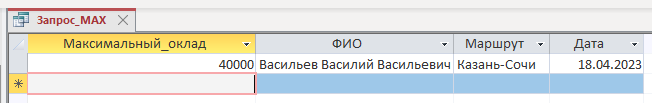 Запрос_MAX
Максимальный_оклад ФИО Маршрут Дата
40000 Васильев Василий Васильевич Казань-Сочи 18.04.2023